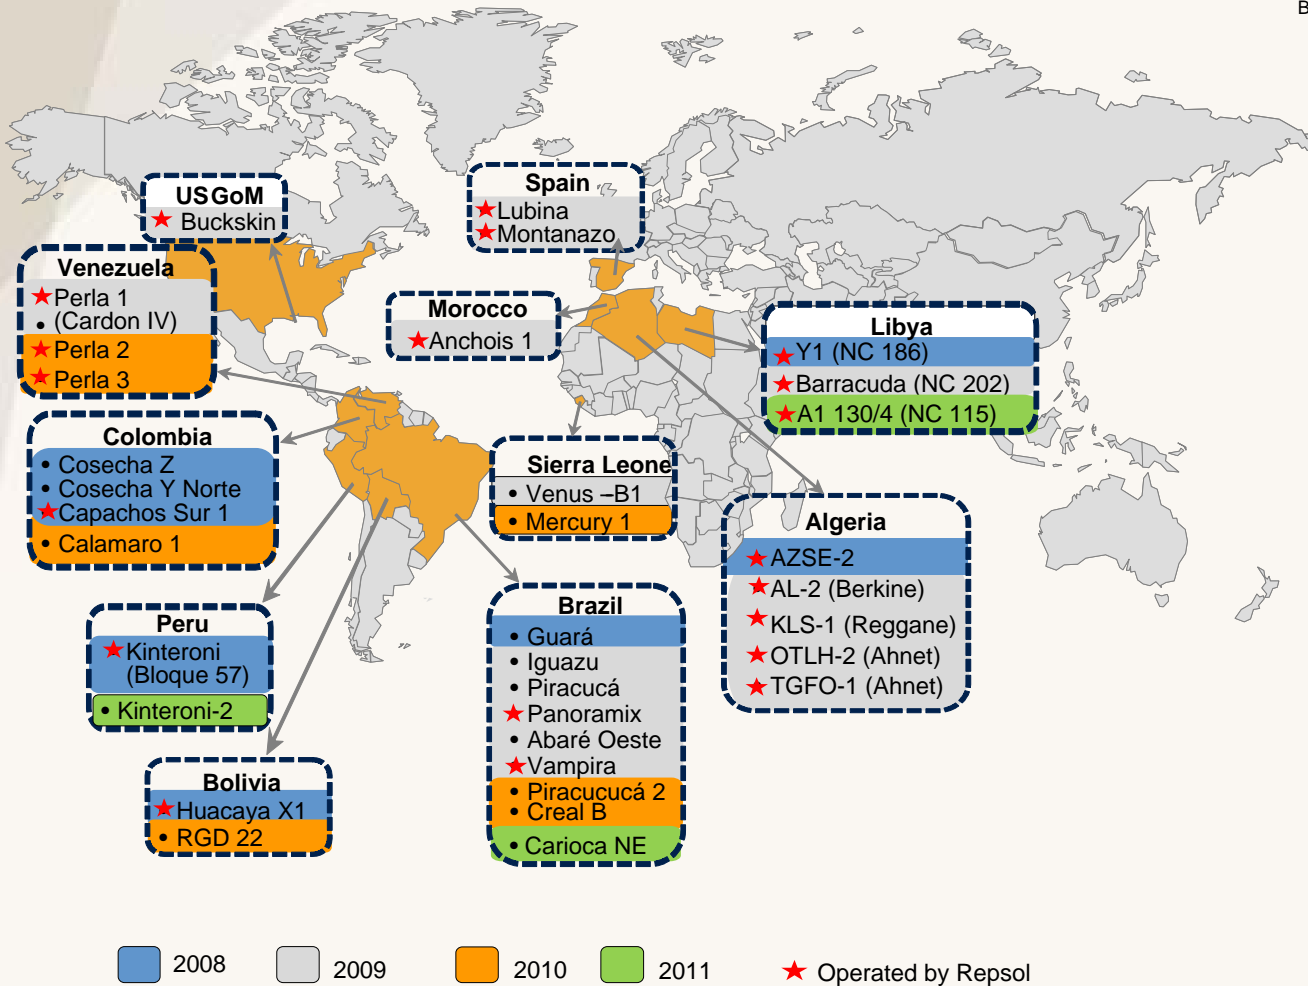 B
USGoM
★ Buckskin
Spain
★ Lubina
★ Montanazo
Venezuela
★ Perla 1
• (Cardon IV)
★ Perla 2
★ Perla 3
Morocco
★ Anchois 1
Libya
★ Y1 (NC 186)
★ Barracuda (NC 202)
★ A1 130/4 (NC 115)
Colombia
• Cosecha Z
• Cosecha Y Norte
★ Capachos Sur 1
• Calamaro 1
Sierra Leone
• Venus –B1
• Mercury 1
Algeria
★ AZSE-2
★ AL-2 (Berkine)
★ KLS-1 (Reggane)
★ OTLH-2 (Ahnet)
★ TGFO-1 (Ahnet)
Peru
★ Kinteroni
(Bloque 57)
• Kinteroni-2
Brazil
• Guará
• Iguazu
• Piracucá
★ Panoramix
• Abaré Oeste
★ Vampira
• Piracucucá 2
• Creal B
• Carioca NE
Bolivia
★ Huacaya X1
• RGD 22
2008
2009
2010
2011
★ Operated by Repsol